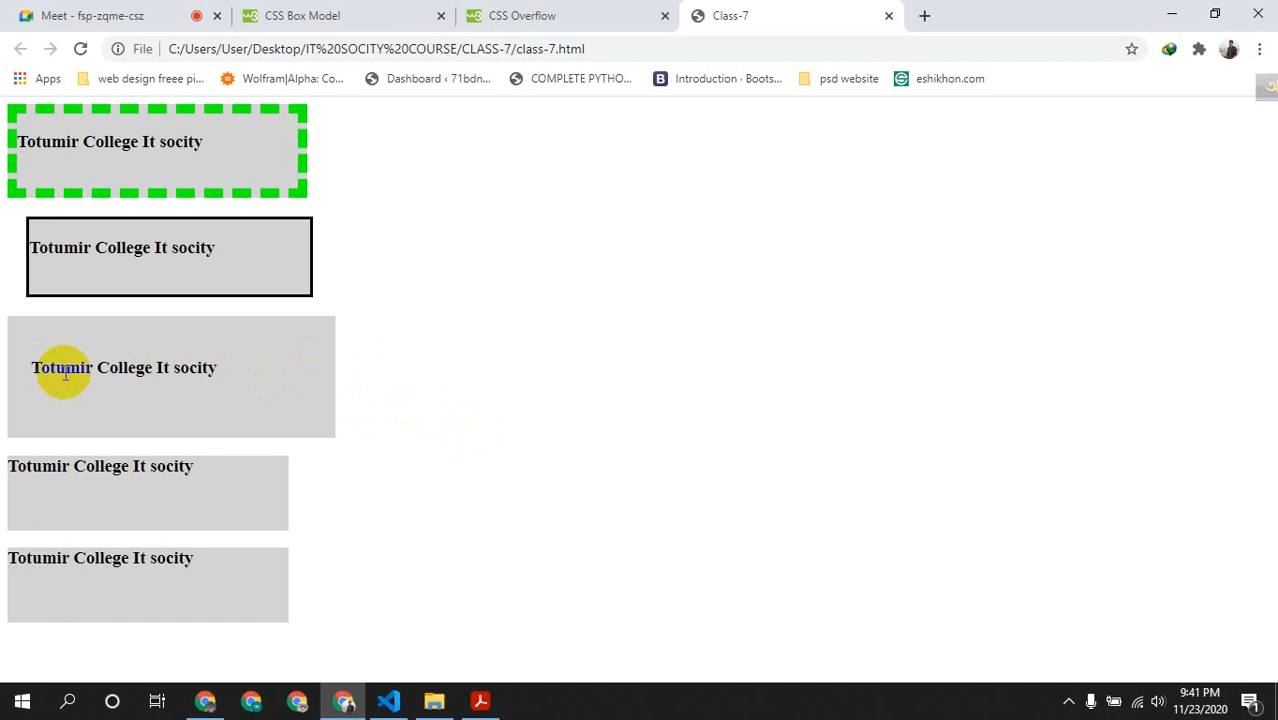 Meet - fsp-zqme-csz
CSS Box Model
CSS Overflow
Class-7
File
C:/Users/User/Desktop/IT%20SOCITY%20COURSE/CLASS-7/class-7.html
Apps
web design freee pi...
Wolfram|Alpha: Co...
Dashboard ‹ 71bdn...
COMPLETE PYTHO...
Introduction · Boots...
psd website
eshikhon.com
Totumir College It socity
Totumir College It socity
Totumir College It socity
Totumir College It socity
Totumir College It socity
9:41 PM
11/23/2020
1